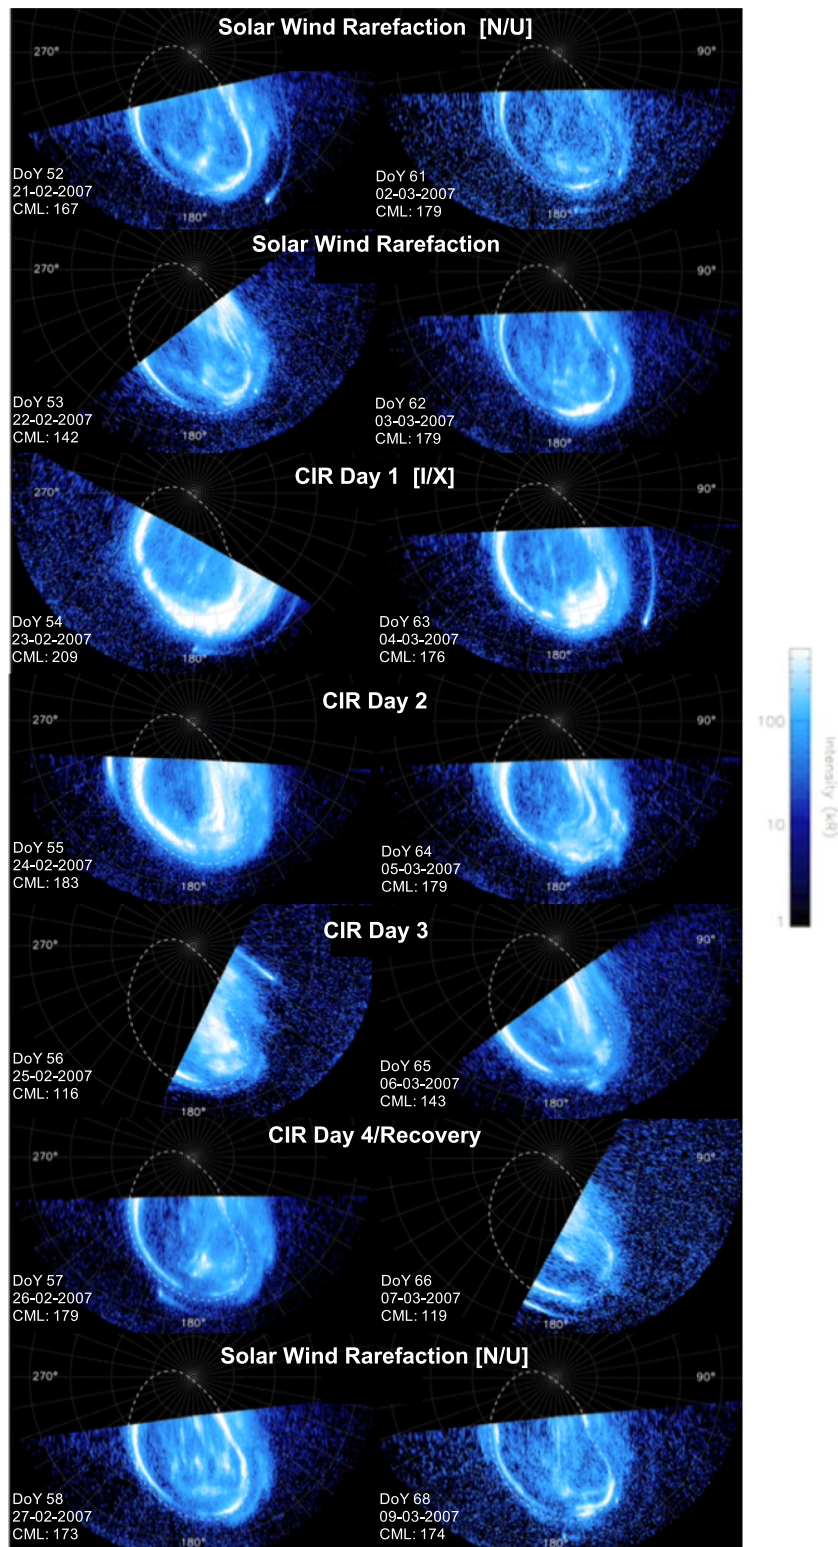 Solar Wind Rarefaction [N/U]
270°
90°
DoY 52
21-02-2007
CML: 167
180°
DoY 61
02-03-2007
CML: 179
Solar Wind Rarefaction
270°
DoY 53
22-02-2007
CML: 142
180°
DoY 62
03-03-2007
CML: 179
180°
CIR Day 1 [I/X]
270°
90°
DoY 54
23-02-2007
CML: 209
180°
DoY 63
04-03-2007
CML: 176
180°
CIR Day 2
270°
DoY 55
24-02-2007
CML: 183
180°
DoY 64
05-03-2007
CML: 179
180°
100
10
1
intensity (kR)
CIR Day 3
270°
90°
DoY 56
25-02-2007
CML: 116
180°
DoY 65
06-03-2007
CML: 143
180°
CIR Day 4/Recovery
270°
90°
DoY 57
26-02-2007
CML: 179
180°
DoY 66
07-03-2007
CML: 119
180°
Solar Wind Rarefaction [N/U]
270°
90°
DoY 58
27-02-2007
CML: 173
180°
DoY 68
09-03-2007
CML: 174
180°